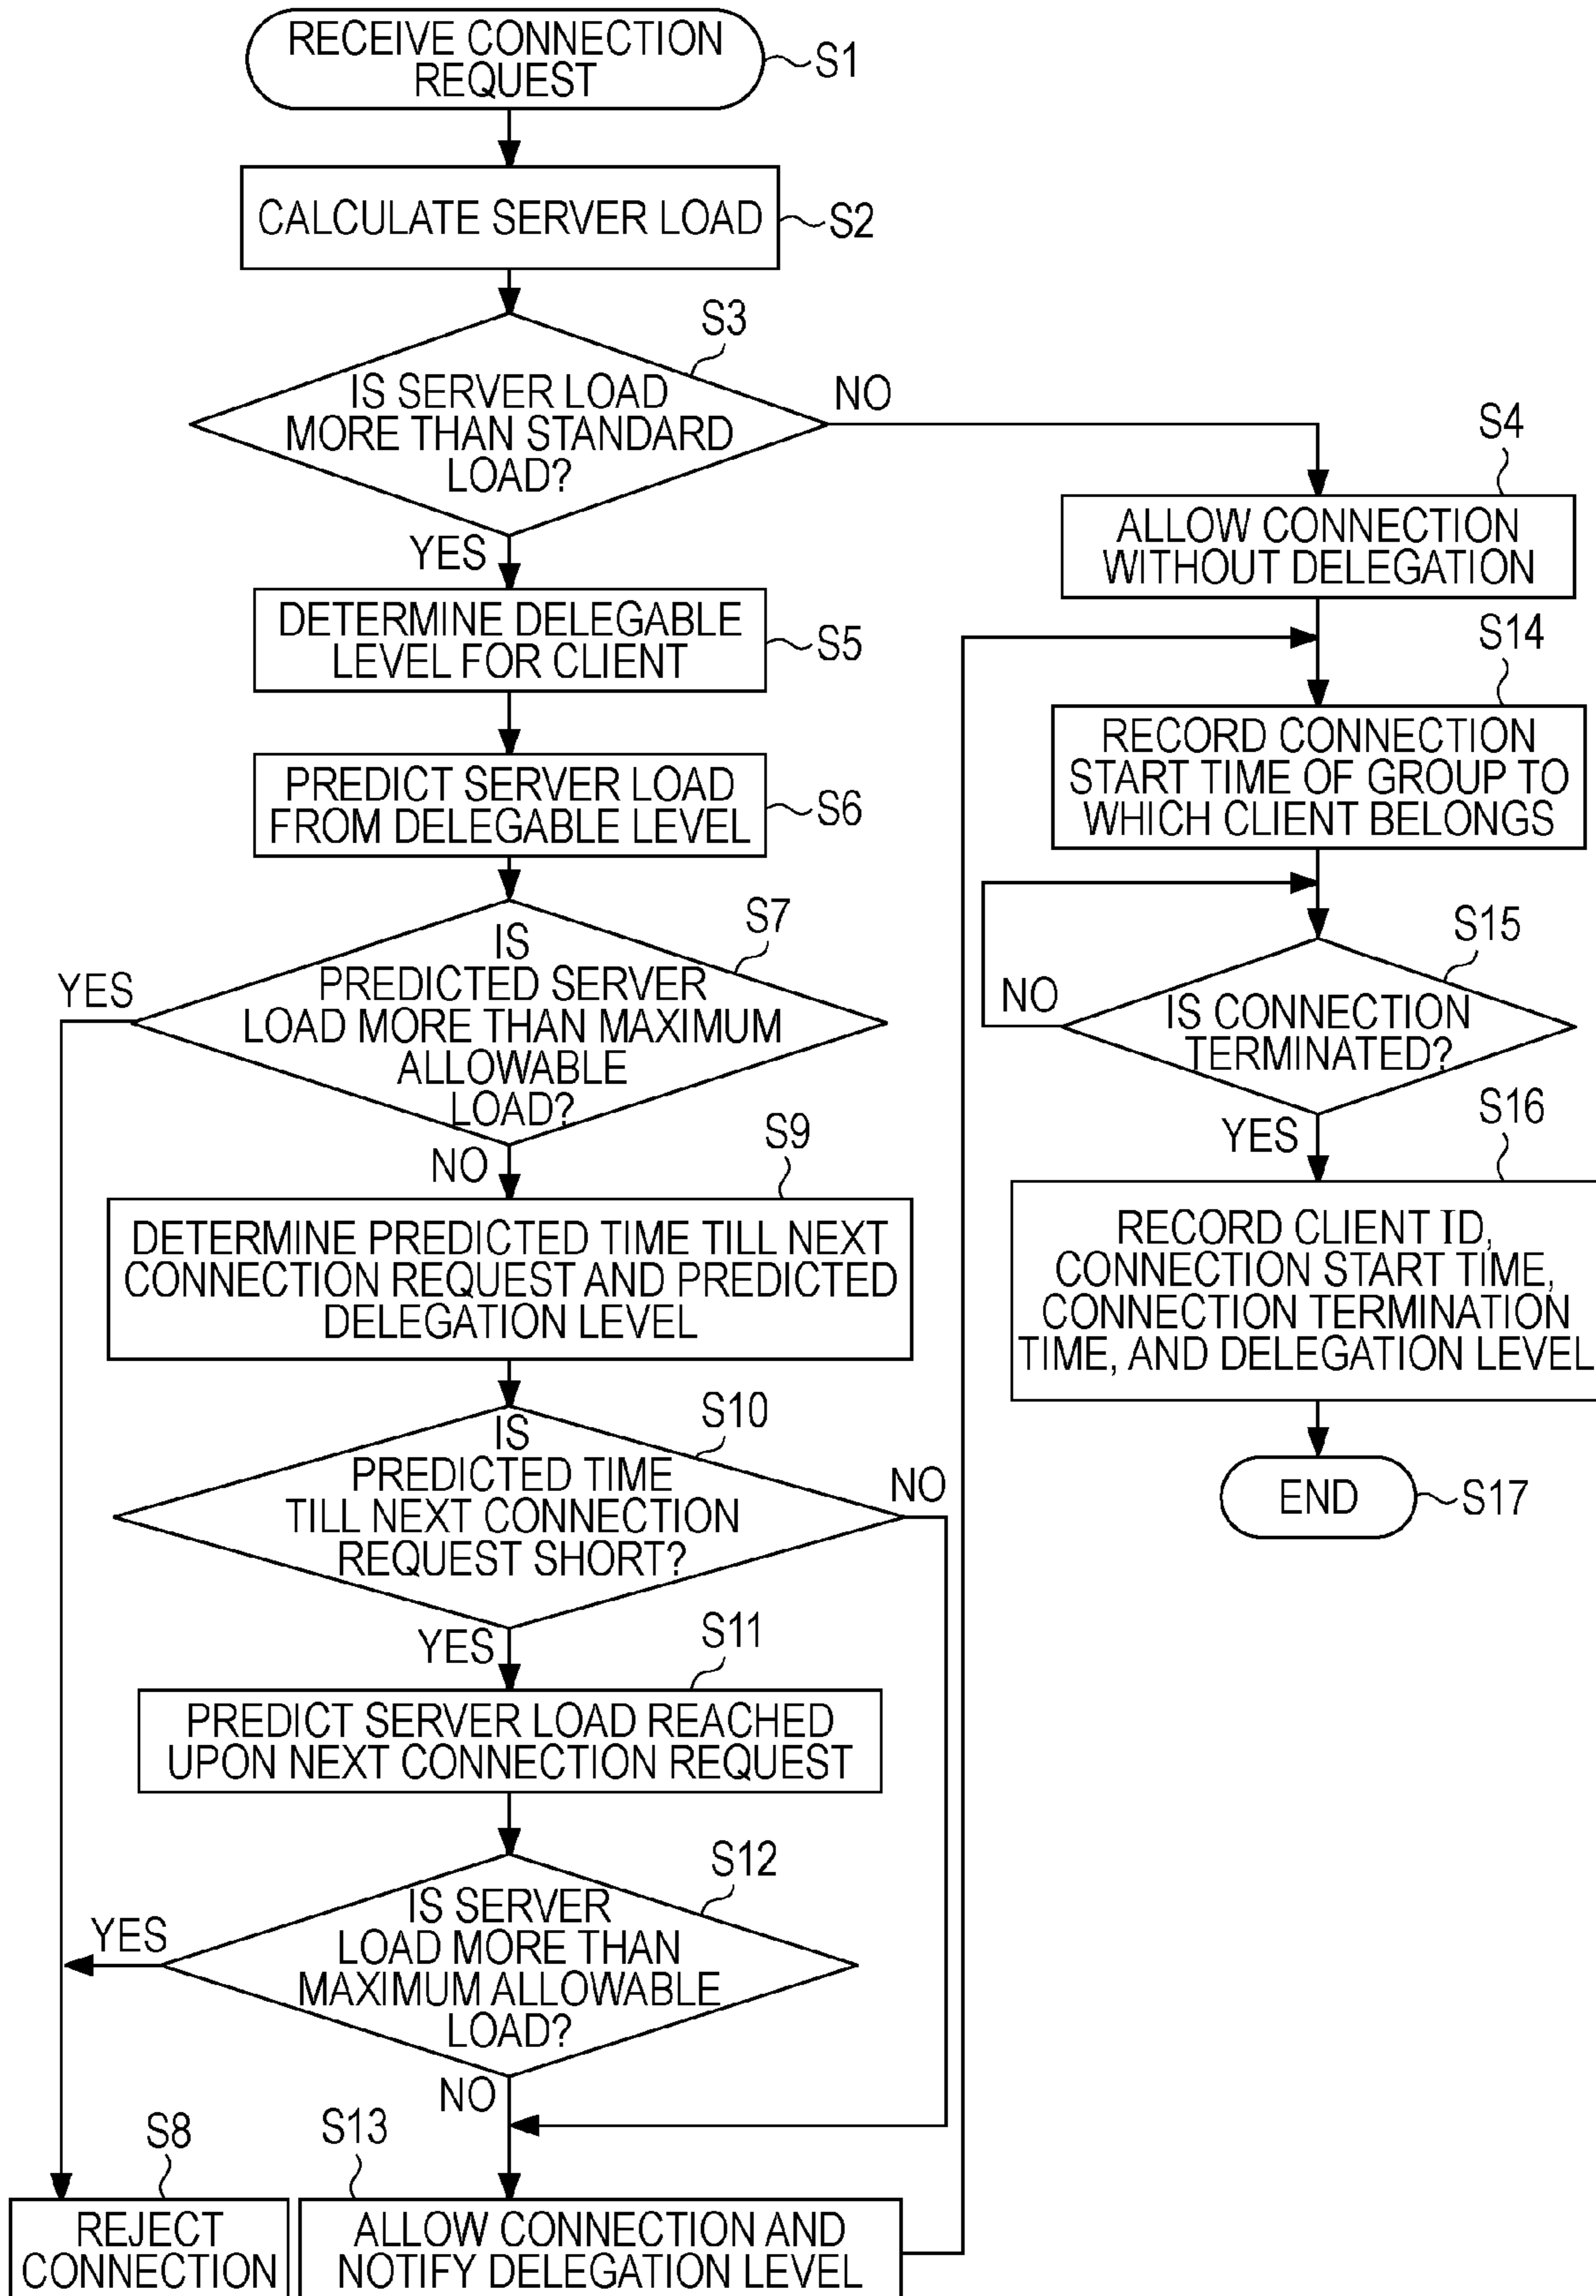 RECEIVE CONNECTION
REQUEST
S1
CALCULATE SERVER LOAD
S2
S3
IS SERVER LOAD
MORE THAN STANDARD
LOAD?
NO
YES
S4
ALLOW CONNECTION
WITHOUT DELEGATION
DETERMINE DELEGABLE
LEVEL FOR CLIENT
S5
PREDICT SERVER LOAD
FROM DELEGABLE LEVEL
S6
S7
IS
PREDICTED SERVER
LOAD MORE THAN MAXIMUM
ALLOWABLE
LOAD?
YES
NO
S9
DETERMINE PREDICTED TIME TILL NEXT
CONNECTION REQUEST AND PREDICTED
DELEGATION LEVEL
S10
IS
PREDICTED TIME
TILL NEXT CONNECTION
REQUEST SHORT?
NO
YES
S11
PREDICT SERVER LOAD REACHED
UPON NEXT CONNECTION REQUEST
S12
IS SERVER
LOAD MORE THAN
MAXIMUM ALLOWABLE
LOAD?
YES
NO
S8
REJECT
CONNECTION
S13
ALLOW CONNECTION AND
NOTIFY DELEGATION LEVEL
S14
RECORD CONNECTION
START TIME OF GROUP TO
WHICH CLIENT BELONGS
S15
IS CONNECTION
TERMINATED?
NO
YES
S16
RECORD CLIENT ID,
CONNECTION START TIME,
CONNECTION TERMINATION
TIME, AND DELEGATION LEVEL
END
S17